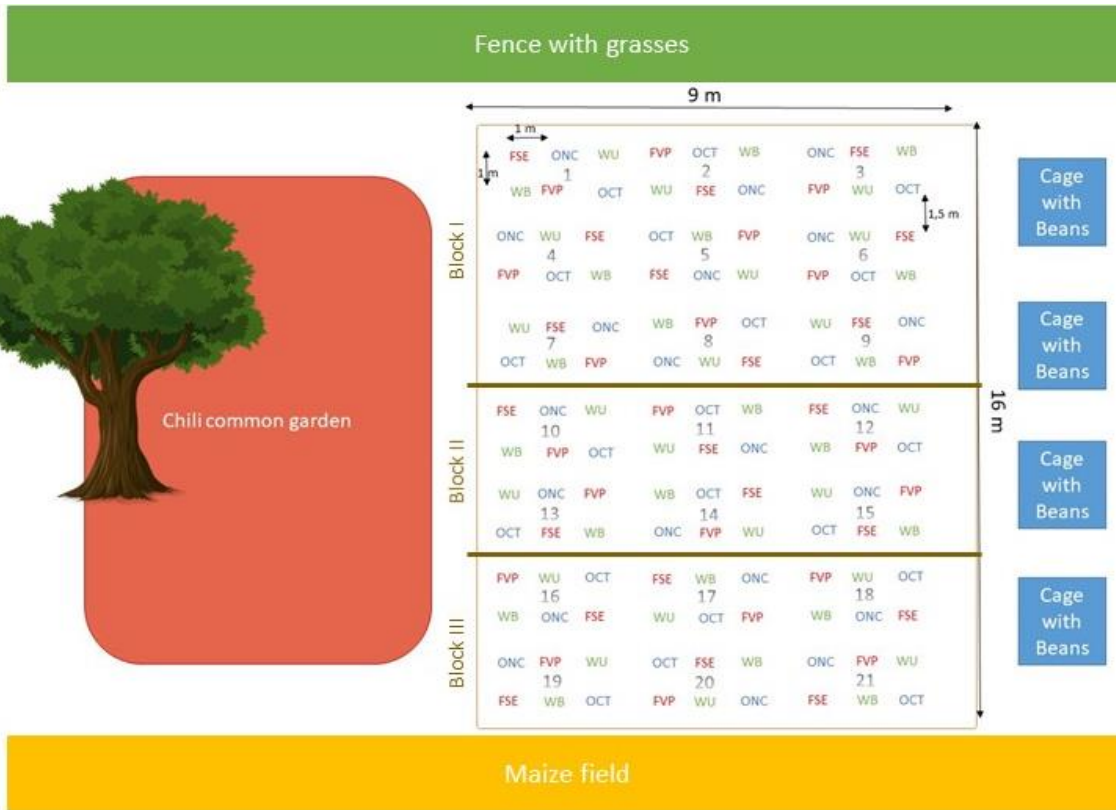 Fence with grasses
9 m
1 m
FSE ONC WU FVP OCT WB ONC FSE WB
1 2 3
1 m
WB FVP OCT WU FSE ONC FVP WU OCT
1,5 m
ONC WU FSE OCT WB FVP ONC WU FSE
4 5 6
FVP OCT WB FSE ONC WU FVP OCT WB
WU FSE ONC WB FVP OCT WU FSE ONC
7 8 9
OCT WB FVP ONC WU FSE OCT WB FVP
Block I
FSE ONC WU FVP OCT WB FSE ONC WU
10 11 12
WB FVP OCT WU FSE ONC WB FVP OCT
WU ONC FVP WB OCT FSE WU ONC FVP
13 14 15
OCT FSE WB ONC FVP WU OCT FSE WB
Block II
FVP WU OCT FSE WB ONC FVP WU OCT
16 17 18
WB ONC FSE WU OCT FVP WB ONC FSE
ONC FVP WU OCT FSE WB ONC FVP WU
19 20 21
FSE WB OCT FVP WU ONC FSE WB OCT
Block III
16 m
Chili common garden
Cage
with
Beans
Cage
with
Beans
Cage
with
Beans
Cage
with
Beans
Maize field